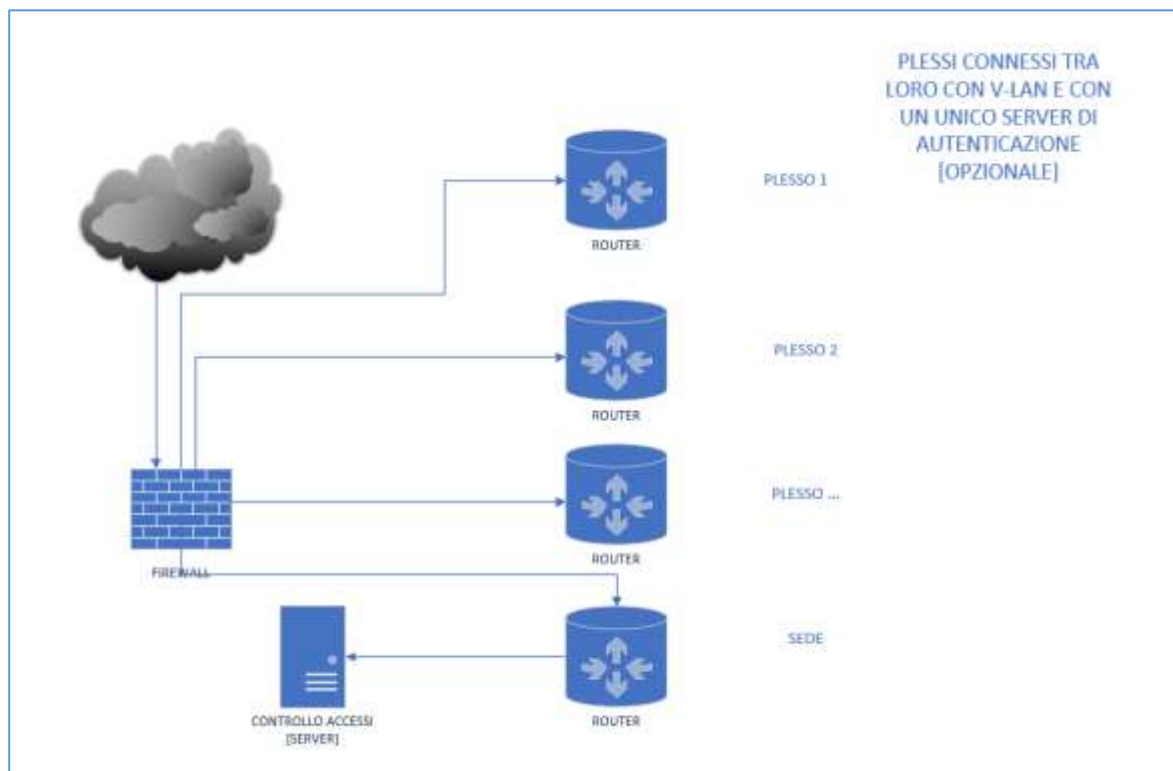 PLESSI CONNESSI TRA
LORO CON V-LAN E CON
UN UNICO SERVER DI
AUTENTICAZIONE
[OPZIONALE]
PLESSO 1
ROUTER
PLESSO 2
ROUTER
PLESSO ...
ROUTER
FIREWALL
SEDE
ROUTER
CONTROLLO ACCESSI
[SERVER]